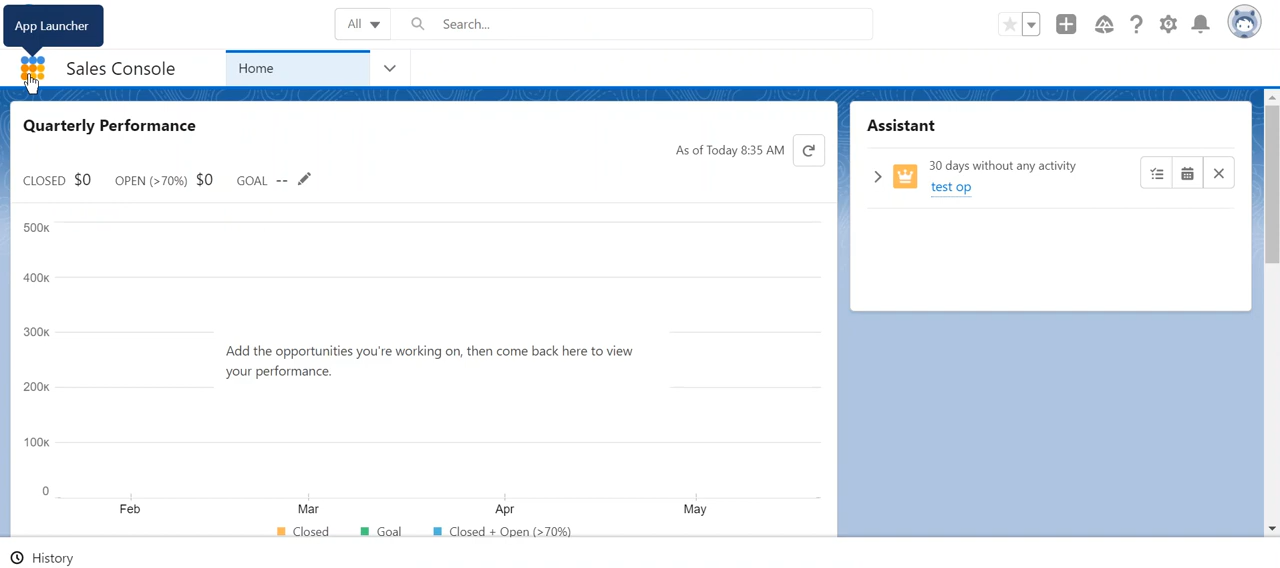 App Launcher
All
Search...
Sales Console
Home
Quarterly Performance
As of Today 8:35 AM
CLOSED $0 OPEN (>70%) $0 GOAL --
500K
400K
300K
200K
100K
0
Add the opportunities you're working on, then come back here to view
your performance.
Feb Mar Apr May
Closed Goal Closed + Open (>70%)
Assistant
30 days without any activity
test op
History